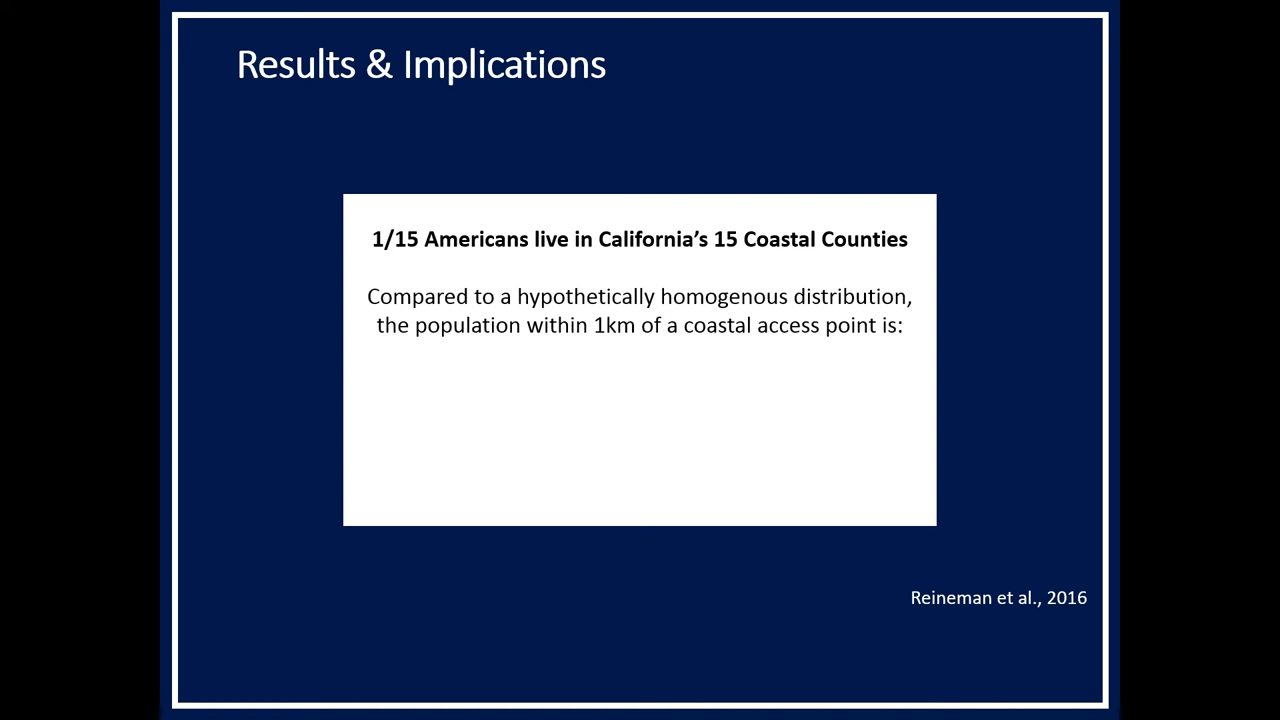 Results & Implications
1/15 Americans live in California’s 15 Coastal Counties
Compared to a hypothetically homogenous distribution,
the population within 1km of a coastal access point is:
Reineman et al., 2016